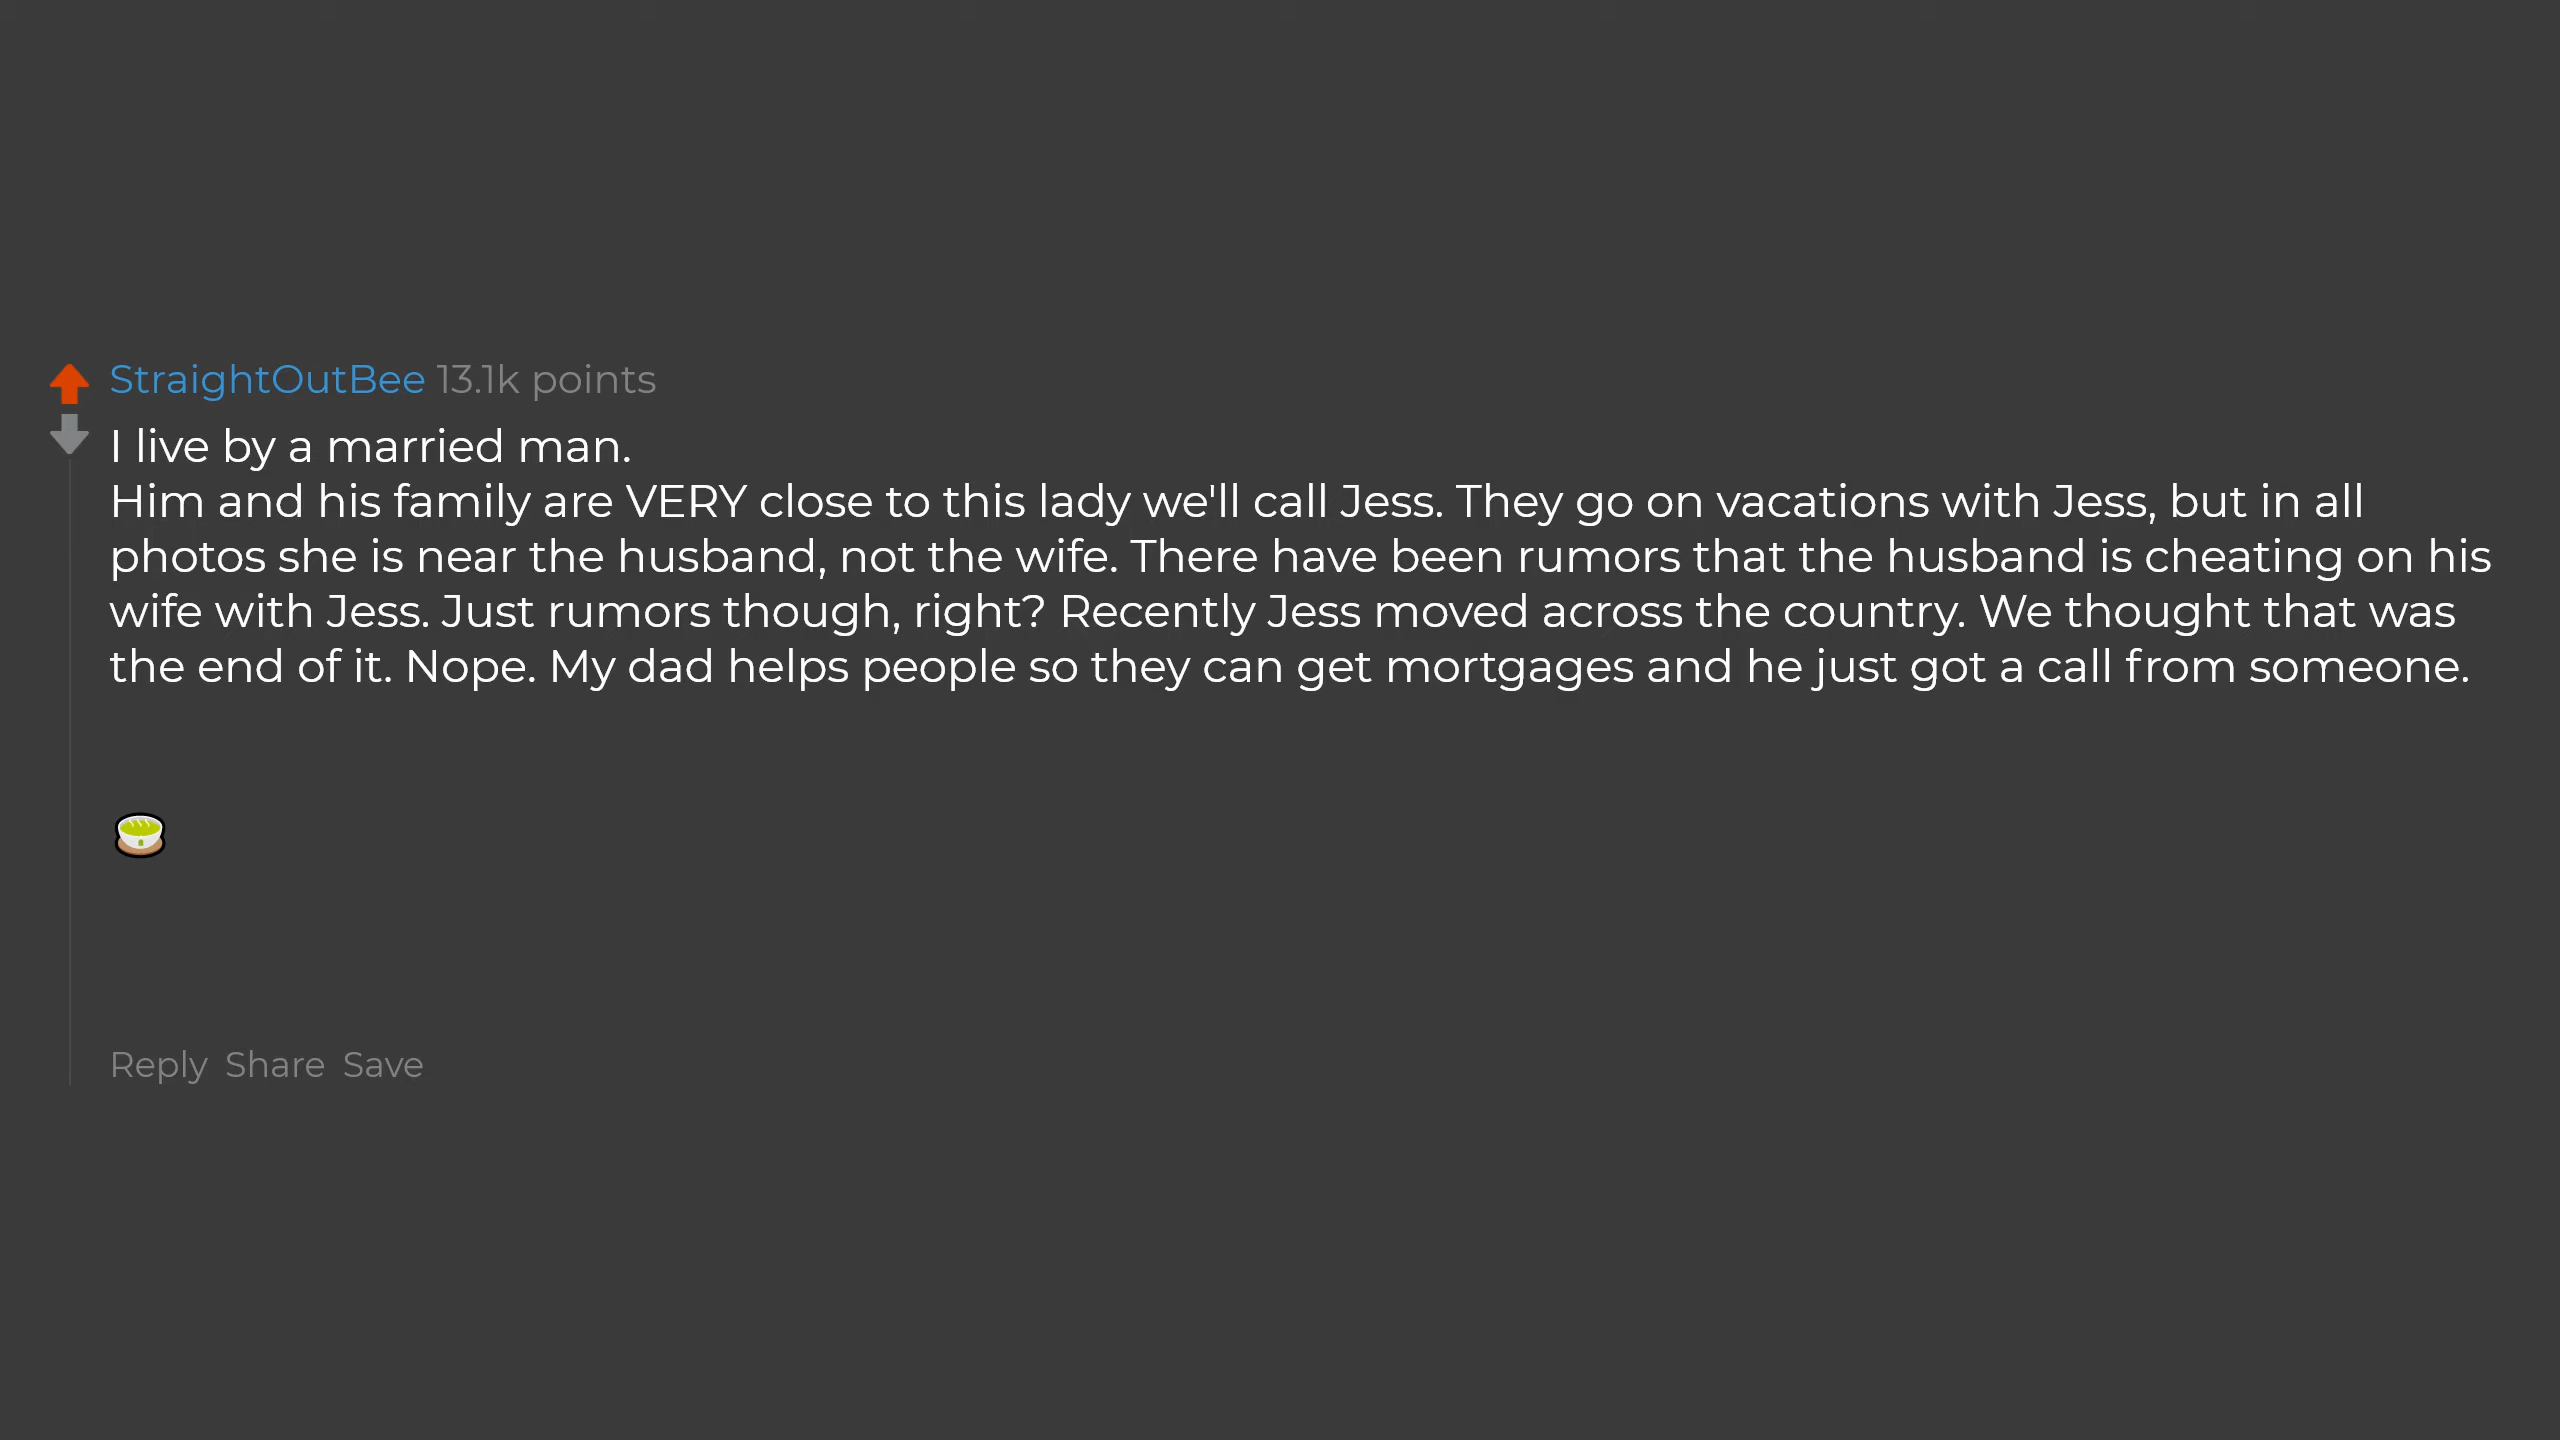 StraightOutBee 13.1k points
I live by a married man.
Him and his family are VERY close to this lady we'll call Jess. They go on vacations with Jess, but in all
photos she is near the husband, not the wife. There have been rumors that the husband is cheating on his
wife with Jess. Just rumors though, right? Recently Jess moved across the country. We thought that was
the end of it. Nope. My dad helps people so they can get mortgages and he just got a call from someone.
Reply Share Save